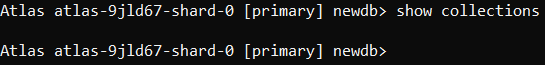 Atlas atlas-9jld67-shard-0 [primary] newdb> show collections
Atlas atlas-9jld67-shard-0 [primary] newdb>